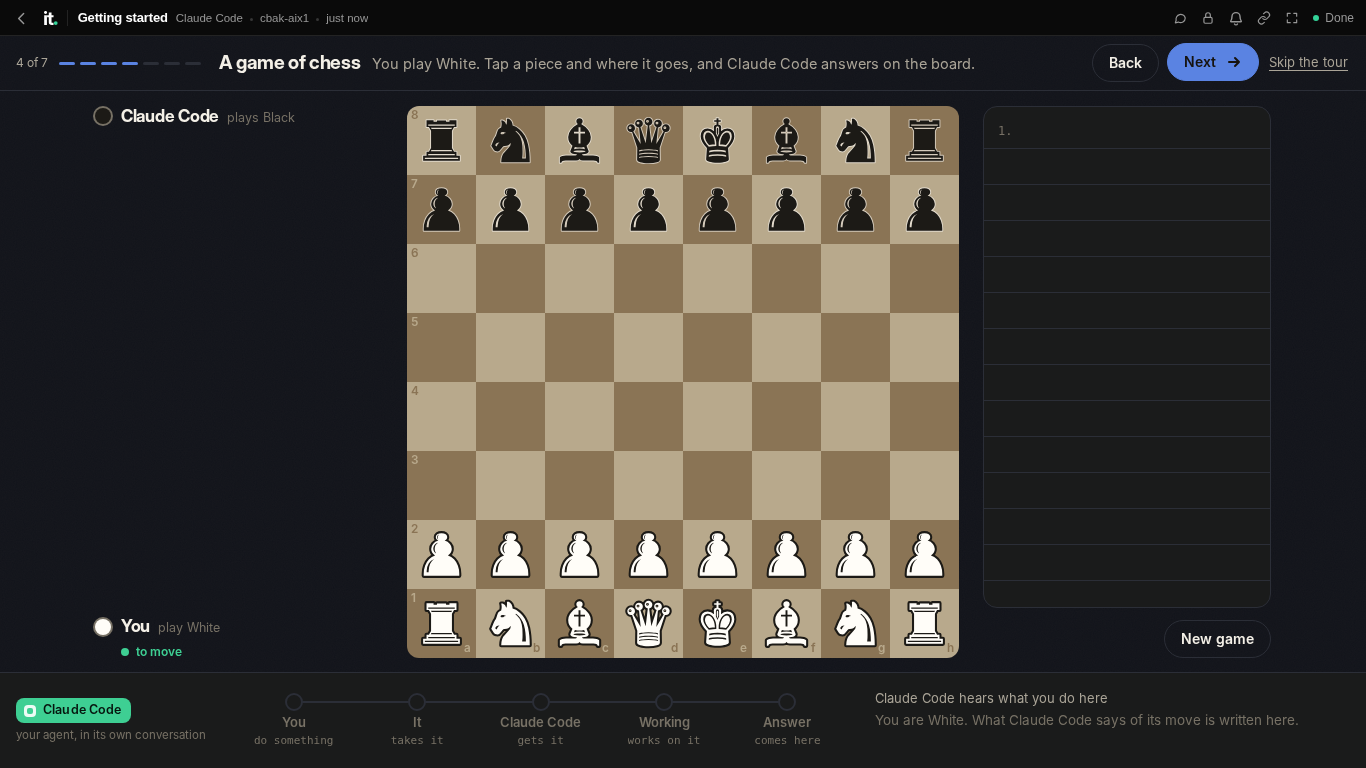 it.
Getting started Claude Code • cbak-aix1 • just now
Done
4 of 7
A game of chess You play White. Tap a piece and where it goes, and Claude Code answers on the board.
Back
Next
Skip the tour
Claude Code plays Black
8
7
6
5
4
3
2
1
a b c d e f g h
1.
You play White
to move
New game
Claude Code
your agent, in its own conversation
You
do something
It
takes it
Claude Code
gets it
Working
works on it
Answer
comes here
Claude Code hears what you do here
You are White. What Claude Code says of its move is written here.